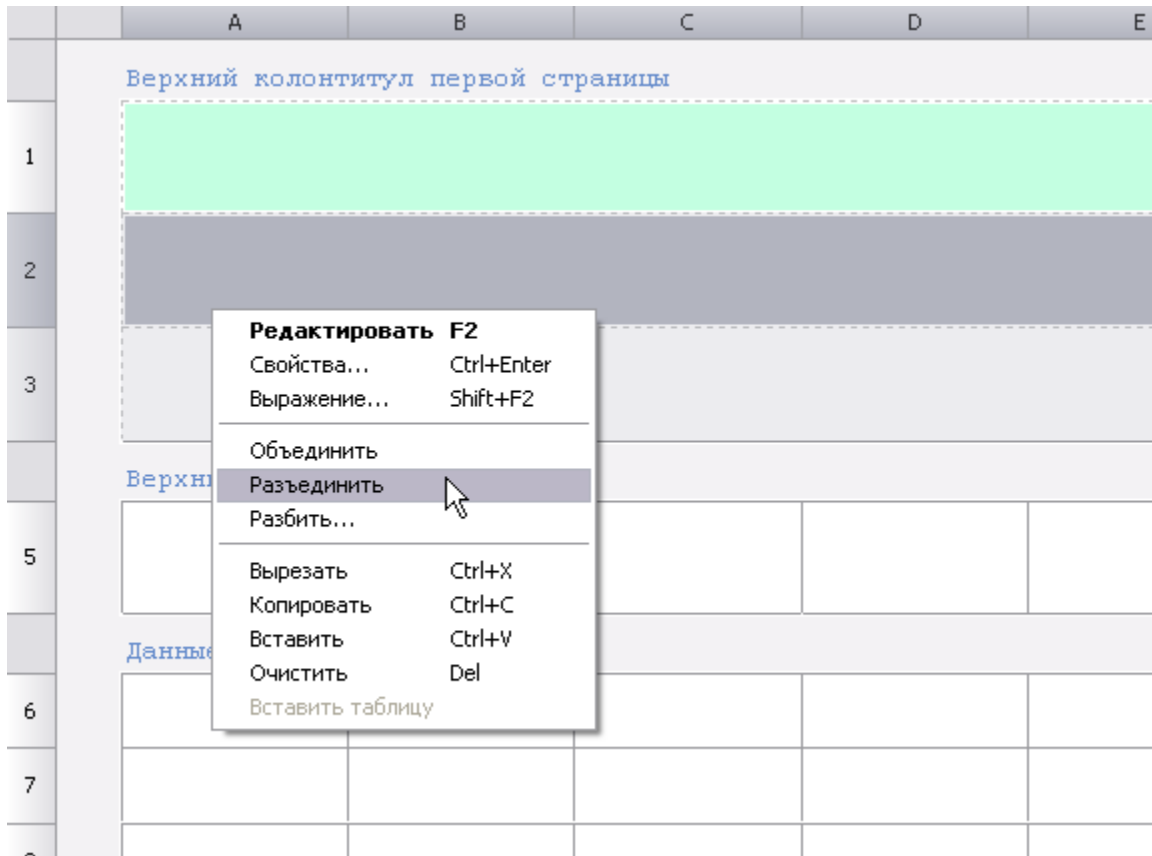 A B C D E
Верхний колонтитул первой страницы
1
2
Редактировать F2
Свойства... Ctrl+Enter
3
Выражение... Shift+F2
Объединить
Верхн
Разъединить
Разбить...
5
Вырезать Ctrl+X
Копировать Ctrl+C
Вставить Ctrl+V
Данные
Очистить Del
6
Вставить таблицу
7